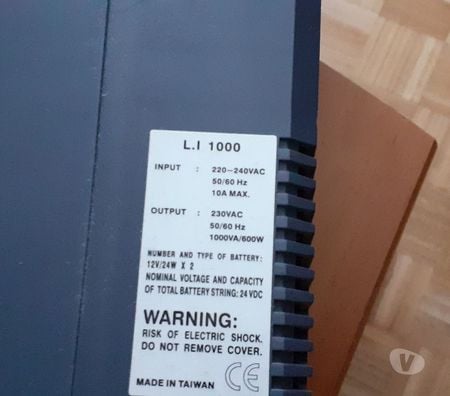 L.I 1000
INPUT : 220~240VAC
50/60 Hz
10A MAX.
OUTPUT : 230VAC
50/60 Hz
1000VA/600W
NUMBER AND TYPE OF BATTERY:
12V/24W X 2
NOMINAL VOLTAGE AND CAPACITY
OF TOTAL BATTERY STRING: 24 VDC
WARNING:
RISK OF ELECTRIC SHOCK.
DO NOT REMOVE COVER.
MADE IN TAIWAN CE
V